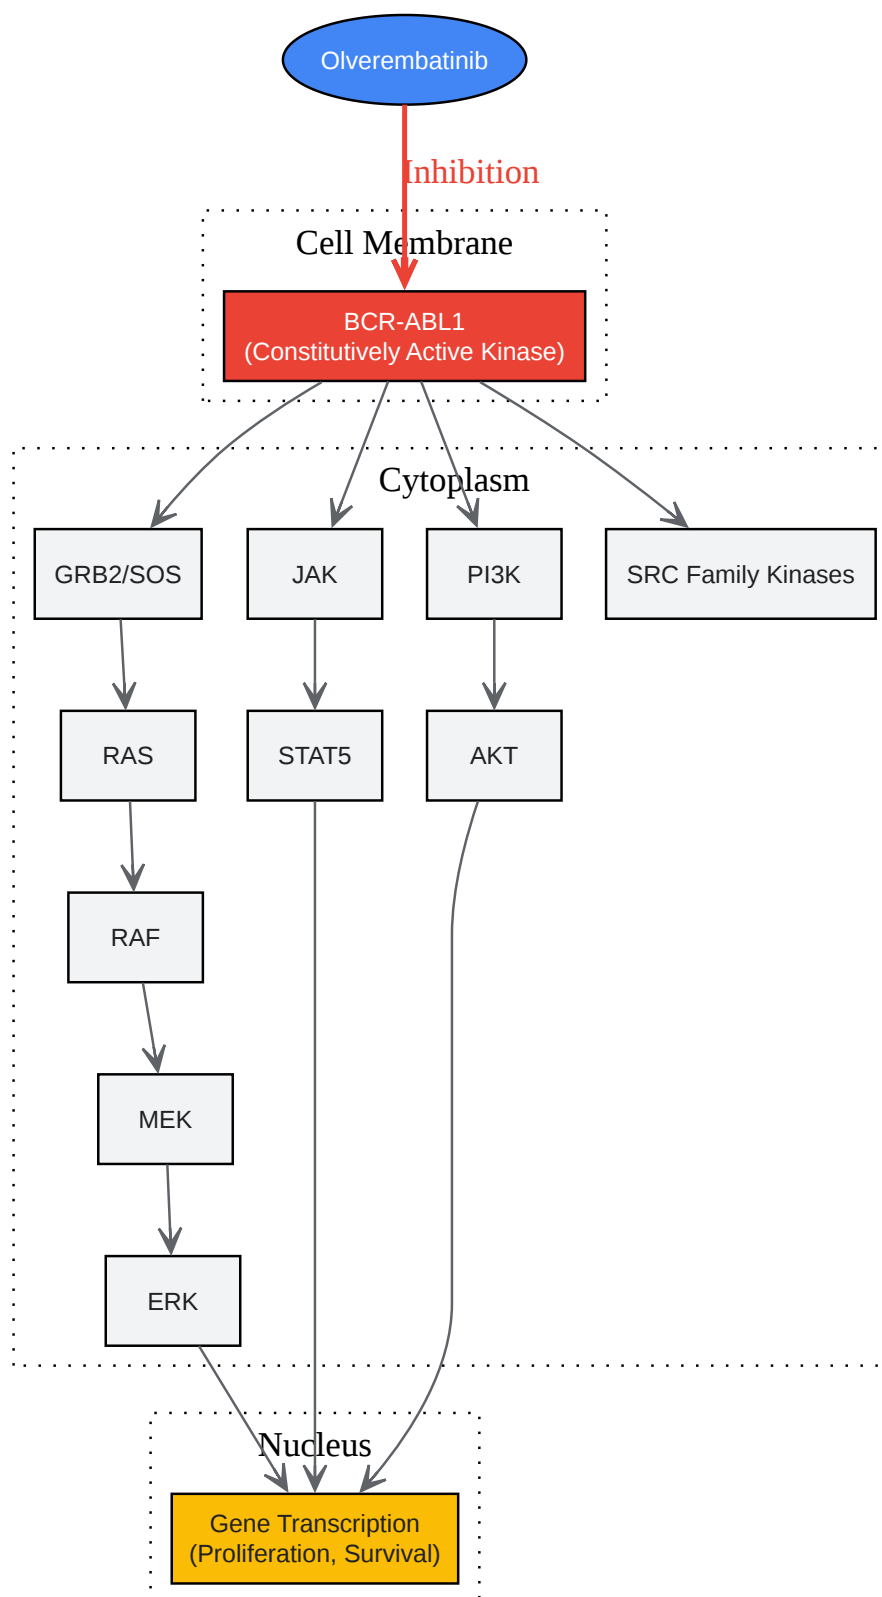 Olverembatinib
Inhibition
Cell Membrane
BCR-ABL1
(Constitutively Active Kinase)
Cytoplasm
GRB2/SOS
JAK
PI3K
SRC Family Kinases
RAS
STAT5
AKT
RAF
MEK
ERK
Nucleus
Gene Transcription
(Proliferation, Survival)